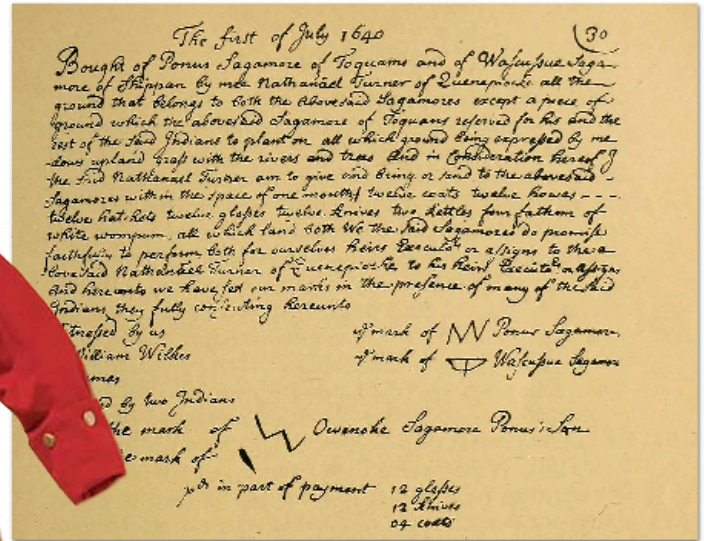 The first of July 1640
30
Bought of Ponus Sagamore of Toquams and of Wascussue Saga-
more of Shippan by mee Nathanael Turner of Quenepiocke all the
ground that belongs to both the abovesaid Sagamores except a piece of
ground which the abovesaid Sagamore of Toquams reserved for his and the
rest of the said Indians to plant on all which ground being expressed by me
dows upland grass with the rivers and trees And in Consideration hereof I
the said Nathanael Turner am to give and bring or send to the abovesaid
Sagamores within the space of one month twelve coats twelve howes - - -
twelve hatchets twelve glasses twelve knives two kettles four fathom of
white wompum. all which land both We the said Sagamores do promise
faithfully to perform both for ourselves heirs Executors or assigns to the a
bove said Nathanael Turner of Quenepiocke to his heirs Executors or assigns
And hereunto we have set our marks in the presence of many of the said
Indians they fully consenting hereunto
tnessed by us
William Wilkes
mes
ed by two Indians
mark of Ponus Sagamore.
mark of Wascussue Sagamore
the mark of Owenoke Sagamore Ponus's Son
mark of
in part of payment 12 glasses
12 knives
04 coats